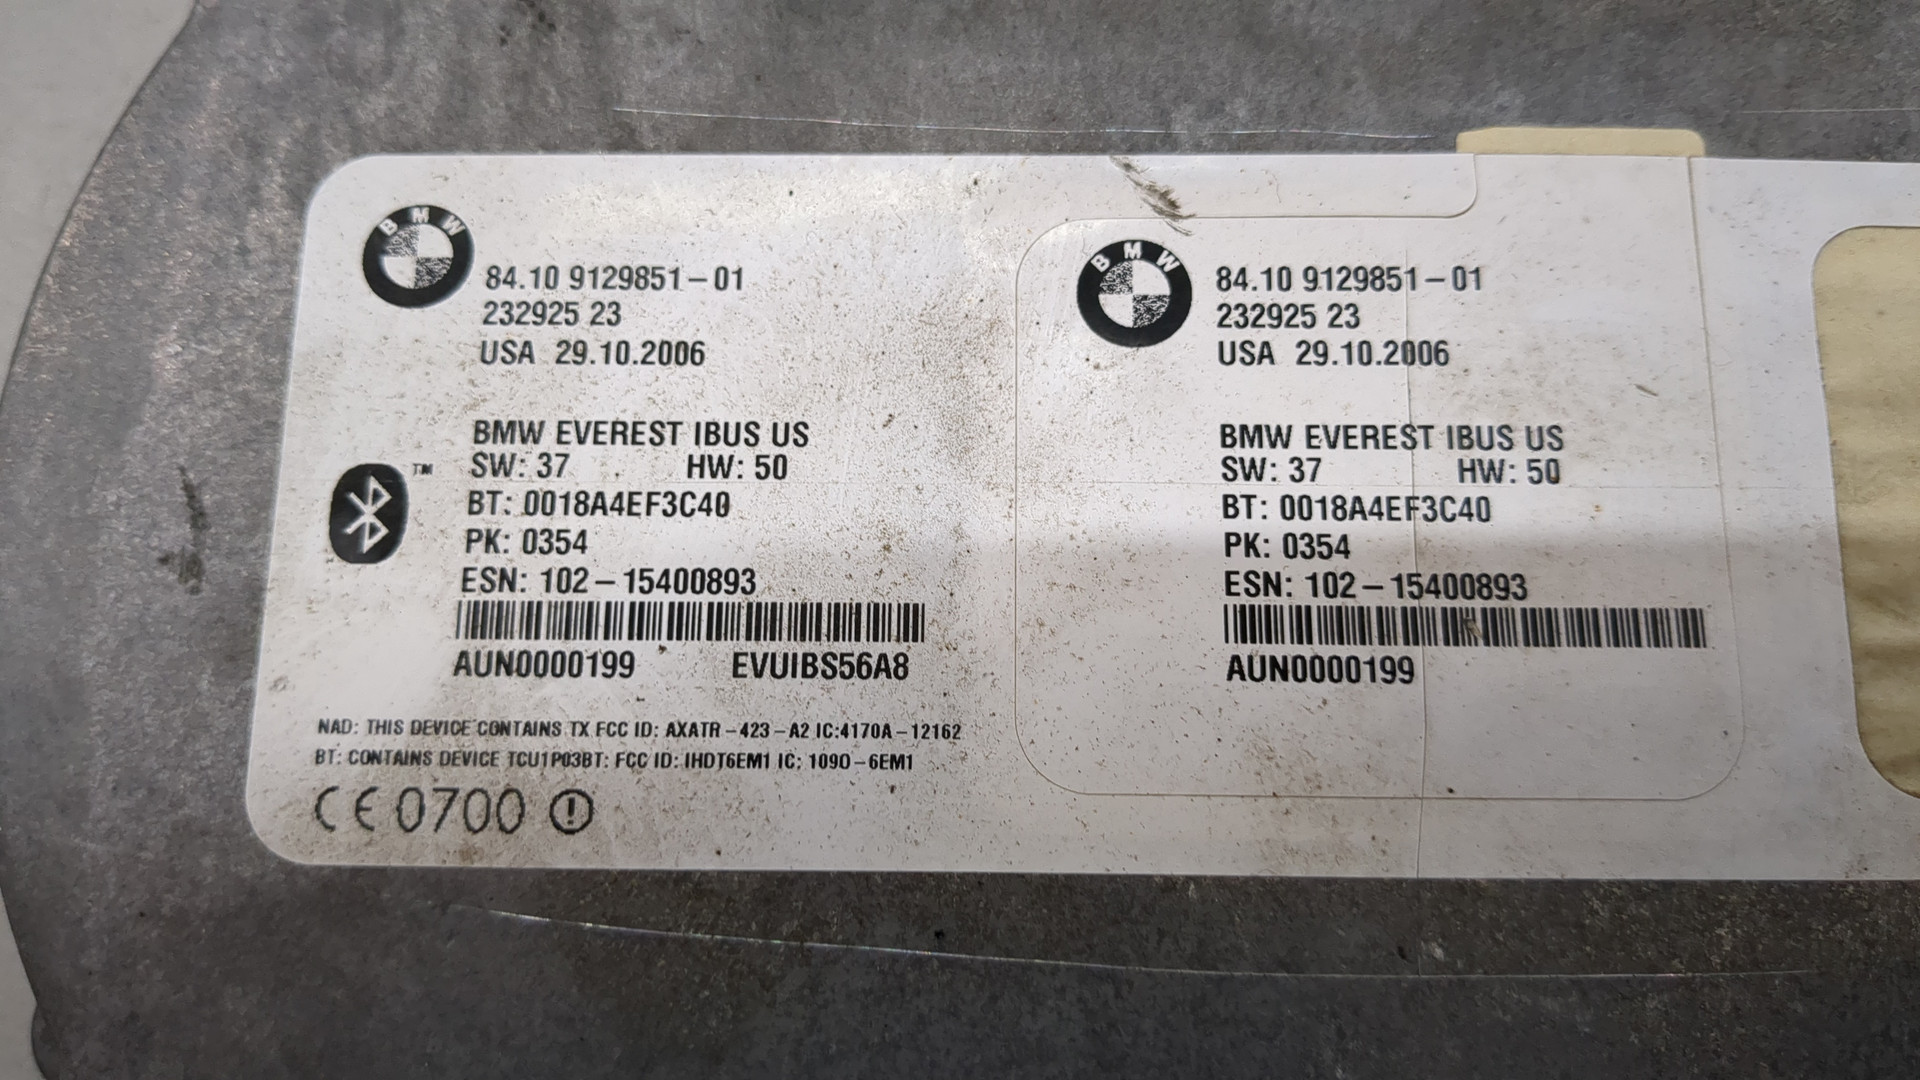 BMW
84.10 9129851-01
232925 23
USA 29.10.2006
BMW EVEREST IBUS US
SW: 37 HW: 50
TM
BT: 0018A4EF3C40
PK: 0354
ESN: 102-15400893
AUN0000199 EVUIBS56A8
NAD: THIS DEVICE CONTAINS TX FCC ID: AXATR-423-A2 IC:4170A-12162
BT: CONTAINS DEVICE TCU1P03BT: FCC ID: IHDT6EM1 IC: 1090-6EM1
CE 0700
BMW
84.10 9129851-01
232925 23
USA 29.10.2006
BMW EVEREST IBUS US
SW: 37 HW: 50
BT: 0018A4EF3C40
PK: 0354
ESN: 102-15400893
AUN0000199